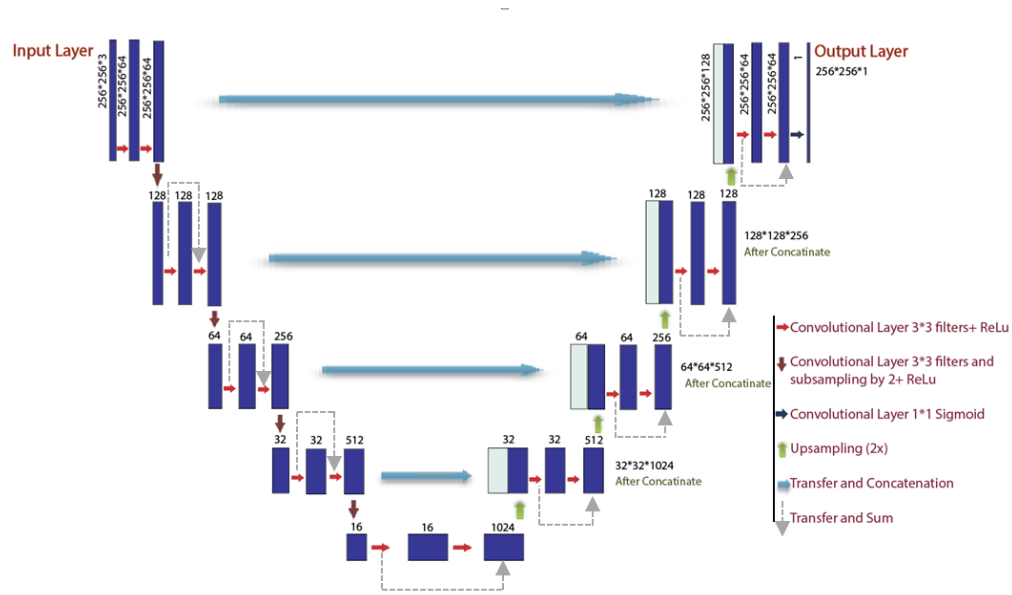 Input Layer
256*256*3
256*256*64
256*256*64
256*256*128
256*256*64
256*256*64
1
Output Layer
256*256*1
128
128
128
128
128
128
128*128*256
After Concatinate
64
64
256
64
64
256
64*64*512
After Concatinate
32
32
512
32
32
512
32*32*1024
After Concatinate
16
16
1024
Convolutional Layer 3*3 filters+ ReLu
Convolutional Layer 3*3 filters and
subsampling by 2+ ReLu
Convolutional Layer 1*1 Sigmoid
Upsampling (2x)
Transfer and Concatenation
Transfer and Sum